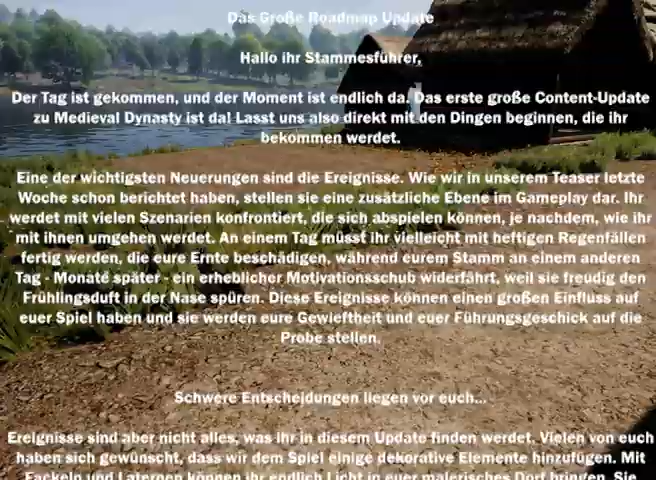 Das Große Roadmap Update
Hallo ihr Stammesführer,
Der Tag ist gekommen, und der Moment ist endlich da. Das erste große Content-Update
zu Medieval Dynasty ist da! Lasst uns also direkt mit den Dingen beginnen, die ihr
bekommen werdet.
Eine der wichtigsten Neuerungen sind die Ereignisse. Wie wir in unserem Teaser letzte
Woche schon berichtet haben, stellen sie eine zusätzliche Ebene im Gameplay dar. Ihr
werdet mit vielen Szenarien konfrontiert, die sich abspielen können, je nachdem, wie ihr
mit ihnen umgehen werdet. An einem Tag müsst ihr vielleicht mit heftigen Regenfällen
fertig werden, die eure Ernte beschädigen, während eurem Stamm an einem anderen
Tag - Monate später - ein erheblicher Motivationsschub widerfährt, weil sie freudig den
Frühlingsduft in der Nase spüren. Diese Ereignisse können einen großen Einfluss auf
euer Spiel haben und sie werden eure Gewieftheit und euer Führungsgeschick auf die
Probe stellen.
Schwere Entscheidungen liegen vor euch...
Ereignisse sind aber nicht alles, was ihr in diesem Update finden werdet. Vielen von euch
haben sich gewünscht, dass wir dem Spiel einige dekorative Elemente hinzufügen. Mit
Fackeln und Laternen können ihr endlich Licht in euer malerisches Dorf bringen. Sie